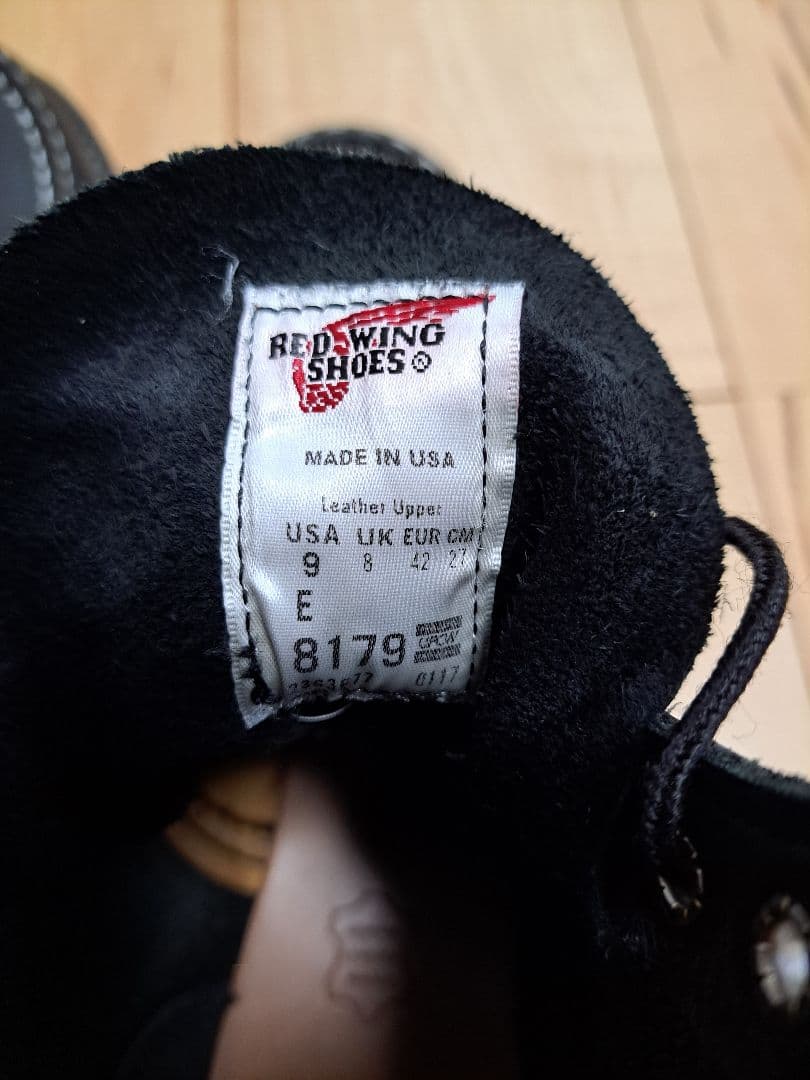 RED WING
SHOES®
MADE IN USA
Leather Upper
USA UK EUR CM
9 8 42 27
E
8179
0117